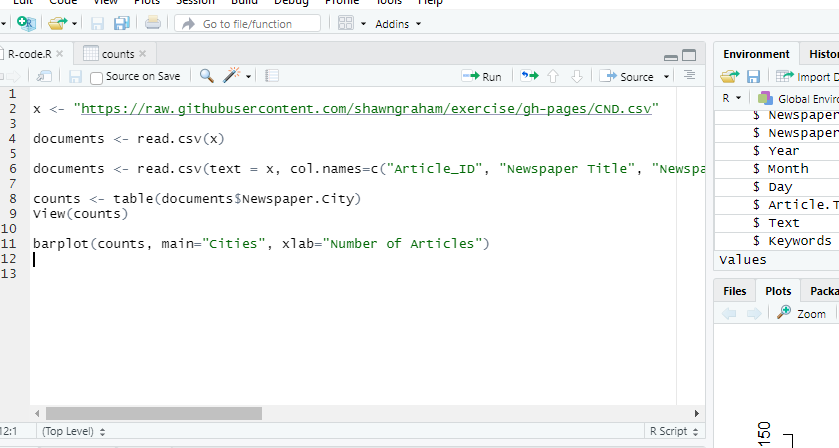 Edit Code View Plots Session Build Debug Profile Tools Help
Go to file/function Addins
R-code.R counts
Source on Save Run Source
1
2 x <- "https://raw.githubusercontent.com/shawngraham/exercise/gh-pages/CND.csv"
3
4 documents <- read.csv(x)
5
6 documents <- read.csv(text = x, col.names=c("Article_ID", "Newspaper Title", "Newspa
7
8 counts <- table(documents$Newspaper.City)
9 View(counts)
10
11 barplot(counts, main="Cities", xlab="Number of Articles")
12
13
12:1 (Top Level) R Script
Environment Histo
Import D
R Global Enviro
$ Newspaper
$ Newspaper
$ Year
$ Month
$ Day
$ Article.T
$ Text
$ Keywords
Values
Files Plots Packa
Zoom
150